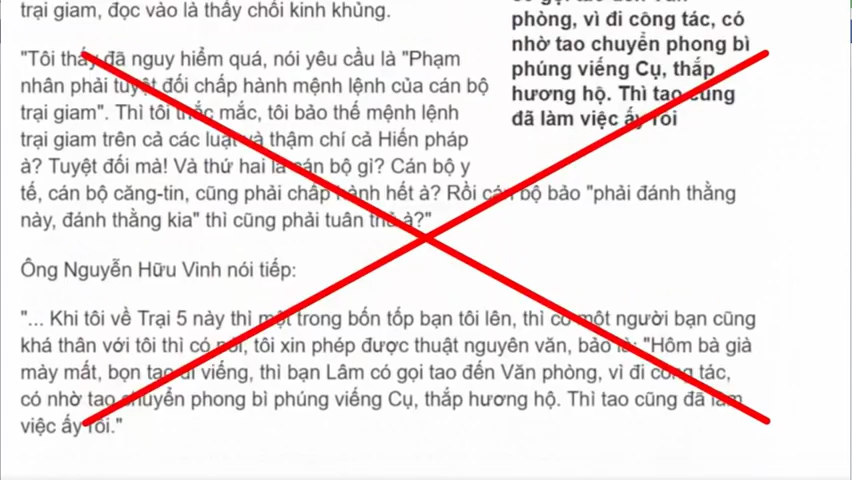 trại giam, đọc vào là thấy chối kinh khủng.
"Tôi thấy đã nguy hiểm quá, nói yêu cầu là "Phạm
nhân phải tuyệt đối chấp hành mệnh lệnh của cán bộ
trại giam". Thì tôi thắc mắc, tôi bảo thế mệnh lệnh
trại giam trên cả các luật và thậm chí cả Hiến pháp
à? Tuyệt đối mà! Và thứ hai là cán bộ gì? Cán bộ y
tế, cán bộ căng-tin, cũng phải chấp hành hết à? Rồi cán bộ bảo "phải đánh thằng
này, đánh thằng kia" thì cũng phải tuân thủ à?"
Ông Nguyễn Hữu Vinh nói tiếp:
"... Khi tôi về Trại 5 này thì một trong bốn tốp bạn tôi lên, thì có một người bạn cũng
khá thân với tôi thì có nói, tôi xin phép được thuật nguyên văn, bảo là: "Hôm bà già
mày mất, bọn tao đi viếng, thì bạn Lâm có gọi tao đến Văn phòng, vì đi công tác,
có nhờ tao chuyển phong bì phúng viếng Cụ, thắp hương hộ. Thì tao cũng đã làm
việc ấy rồi."
có gọi tao đến Văn
phòng, vì đi công tác, có
nhờ tao chuyển phong bì
phúng viếng Cụ, thắp
hương hộ. Thì tao cũng
đã làm việc ấy rồi